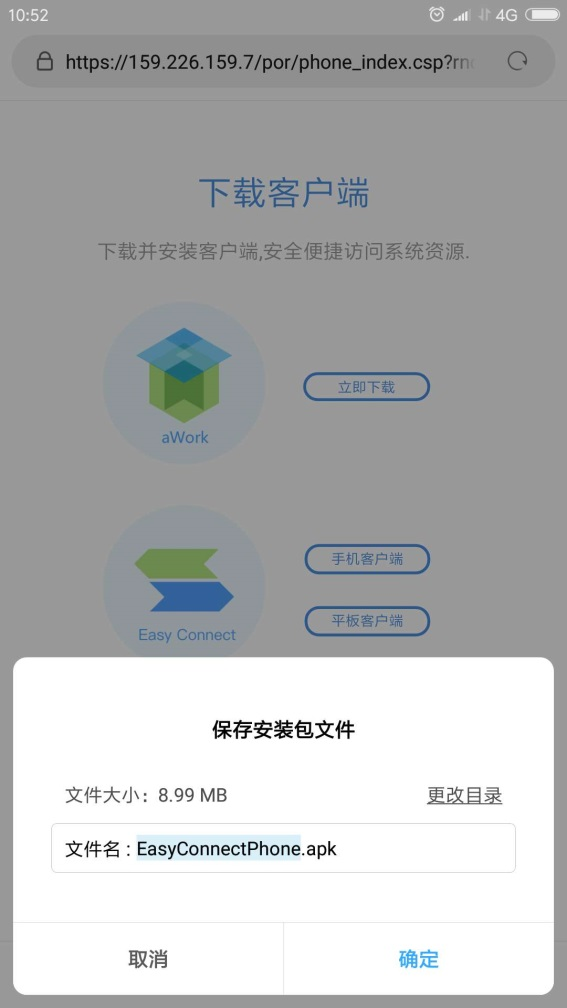 10:52
4G
https://159.226.159.7/por/phone_index.csp?rn
下载客户端
下载并安装客户端,安全便捷访问系统资源.
aWork
立即下载
Easy Connect
手机客户端
平板客户端
保存安装包文件
文件大小：8.99 MB
更改目录
文件名 : EasyConnectPhone.apk
取消
确定